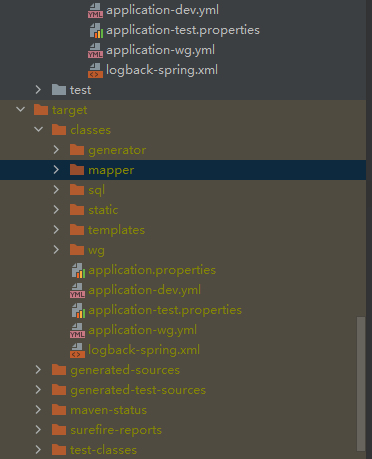 application-dev.yml
application-test.properties
application-wg.yml
logback-spring.xml
test
target
classes
generator
mapper
sql
static
templates
wg
application.properties
application-dev.yml
application-test.properties
application-wg.yml
logback-spring.xml
generated-sources
generated-test-sources
maven-status
surefire-reports
test-classes